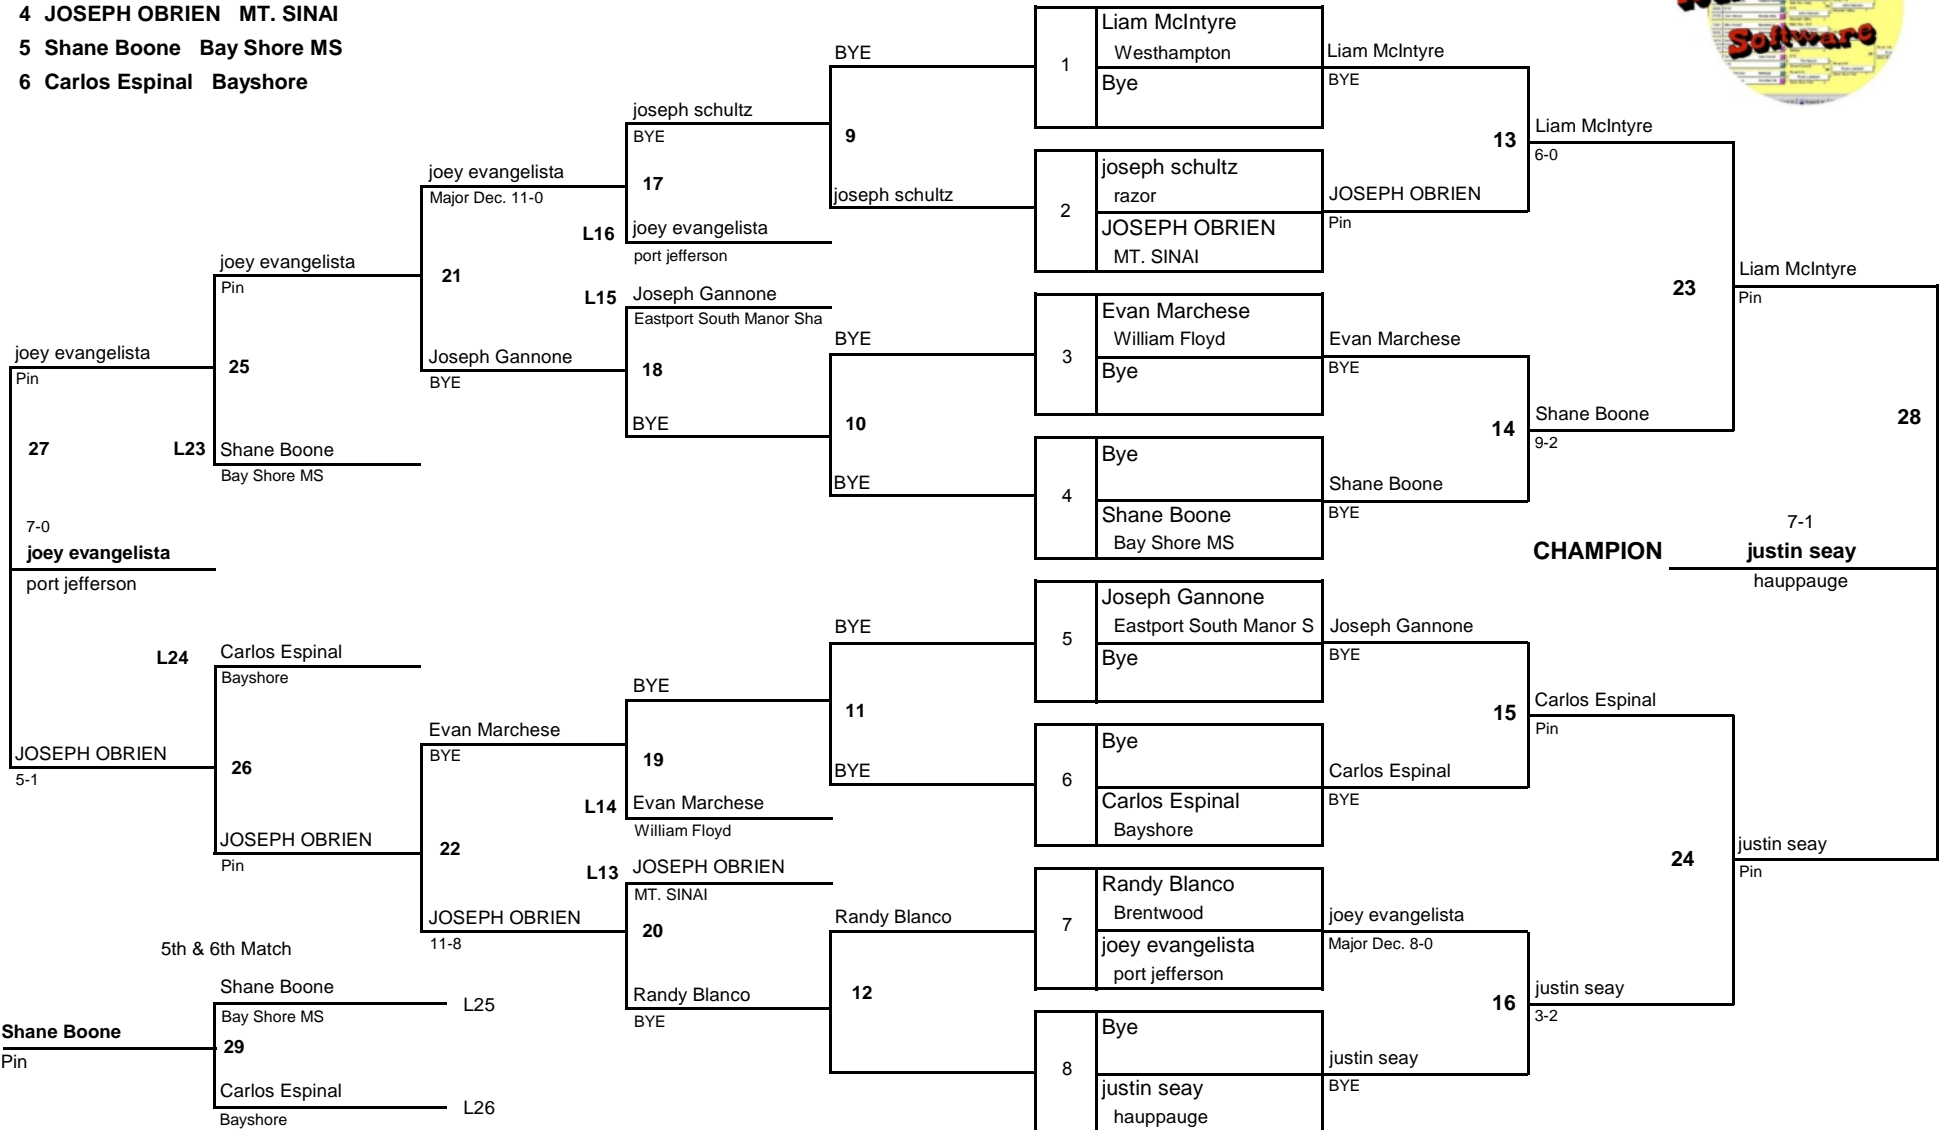 4 JOSEPH OBRIEN MT. SINAI
5 Shane Boone Bay Shore MS
6 Carlos Espinal Bayshore
Software
joey evangelista
Pin
27
7-0
joey evangelista
port jefferson
JOSEPH OBRIEN
5-1
joey evangelista
Pin
25
L23
Shane Boone
Bay Shore MS
L24
Carlos Espinal
Bayshore
26
JOSEPH OBRIEN
Pin
5th & 6th Match
Shane Boone
L25
Bay Shore MS
Shane Boone
29
Pin
Carlos Espinal
L26
Bayshore
joey evangelista
Major Dec. 11-0
21
Joseph Gannone
BYE
Evan Marchese
BYE
22
JOSEPH OBRIEN
11-8
joseph schultz
BYE
17
L16
joey evangelista
port jefferson
L15
Joseph Gannone
Eastport South Manor Sha
18
BYE
BYE
19
L14
Evan Marchese
William Floyd
L13
JOSEPH OBRIEN
MT. SINAI
20
Randy Blanco
BYE
BYE
9
joseph schultz
BYE
10
BYE
BYE
11
BYE
Randy Blanco
12
1
Liam McIntyre
Westhampton
Bye
2
joseph schultz
razor
JOSEPH OBRIEN
MT. SINAI
3
Evan Marchese
William Floyd
Bye
4
Bye
Shane Boone
Bay Shore MS
5
Joseph Gannone
Eastport South Manor S
Bye
6
Bye
Carlos Espinal
Bayshore
7
Randy Blanco
Brentwood
joey evangelista
port jefferson
8
Bye
justin seay
hauppauge
Liam McIntyre
BYE
13
JOSEPH OBRIEN
Pin
Evan Marchese
BYE
14
Shane Boone
BYE
Joseph Gannone
BYE
15
Carlos Espinal
BYE
joey evangelista
Major Dec. 8-0
16
justin seay
BYE
Liam McIntyre
6-0
23
Shane Boone
9-2
Carlos Espinal
Pin
24
justin seay
3-2
Liam McIntyre
Pin
28
7-1
CHAMPION
justin seay
hauppauge
justin seay
Pin